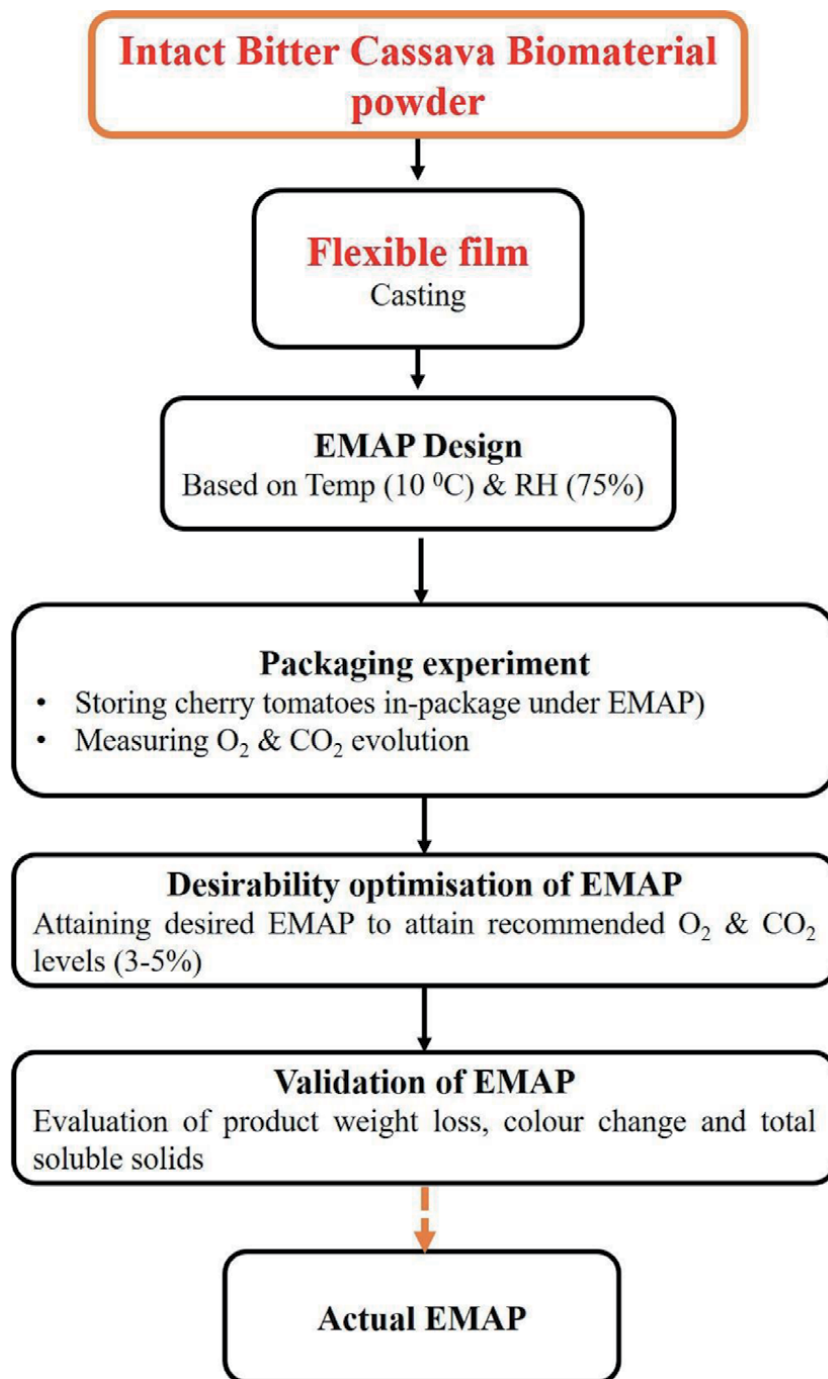 Intact Bitter Cassava Biomaterial
powder
Flexible film
Casting
EMAP Design
Based on Temp (10 ⁰C) & RH (75%)
Packaging experiment
• Storing cherry tomatoes in-package under EMAP)
• Measuring O₂ & CO₂ evolution
Desirability optimisation of EMAP
Attaining desired EMAP to attain recommended O₂ & CO₂
levels (3-5%)
Validation of EMAP
Evaluation of product weight loss, colour change and total
soluble solids
Actual EMAP